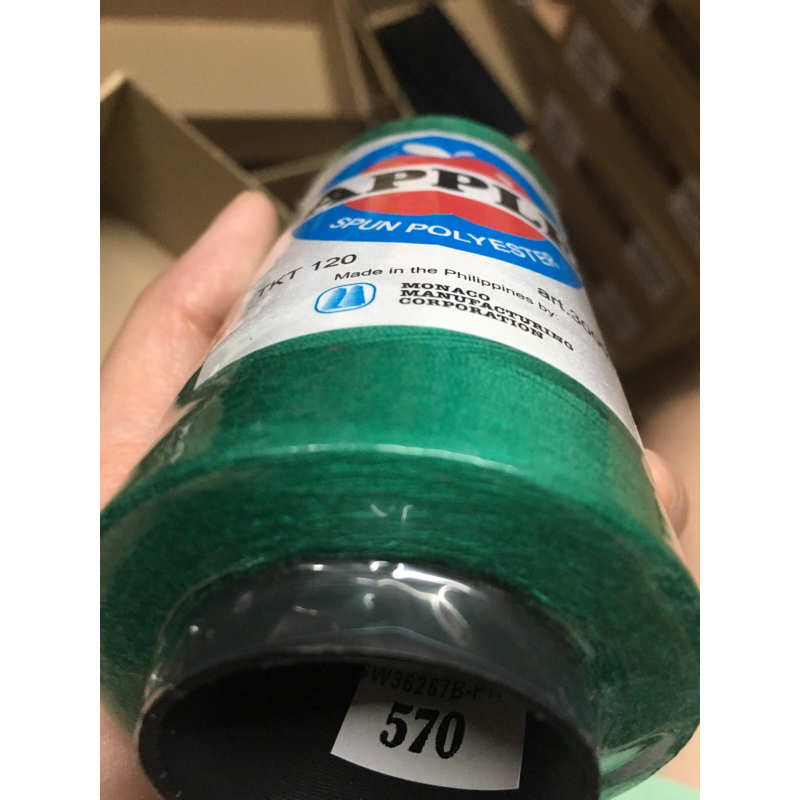 APPLE
SPUN POLYESTER
TKT 120
Made in the Philippines by:
MONACO
MANUFACTURING
CORPORATION
570